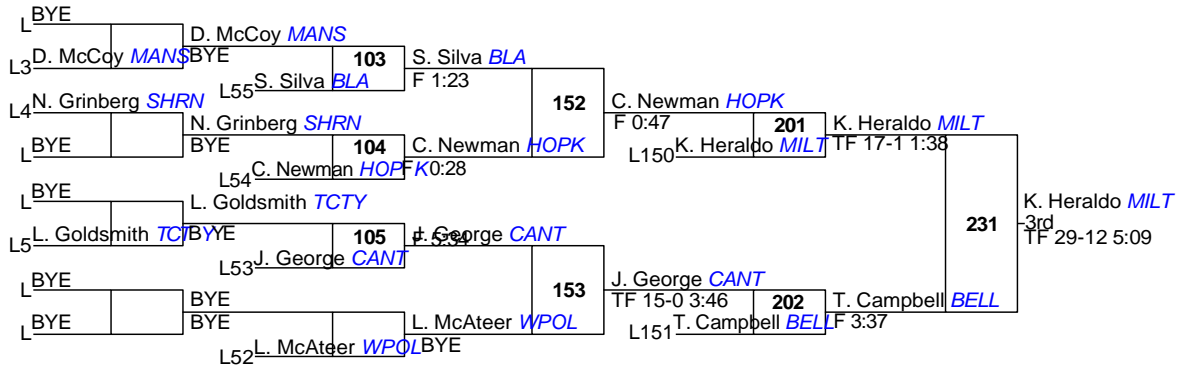 L BYE
L3 D. McCoy MANS
D. McCoy MANS
BYE
103
L55 S. Silva BLA
S. Silva BLA
F 1:23
L4 N. Grinberg SHRN
L BYE
N. Grinberg SHRN
BYE
104
L54 C. Newman HOPK
C. Newman HOPK
F 0:28
152
C. Newman HOPK
F 0:47
201
L150 K. Heraldo MILT
K. Heraldo MILT
TF 17-1 1:38
L BYE
L5 L. Goldsmith TCTY
L. Goldsmith TCTY
BYE
105
L53 J. George CANT
J. George CANT
F 5:34
L BYE
L BYE
BYE
BYE
L52 L. McAteer WPOL
L. McAteer WPOL
BYE
153
J. George CANT
TF 15-0 3:46
202
L151 T. Campbell BELL
T. Campbell BELL
F 3:37
231
K. Heraldo MILT
3rd
TF 29-12 5:09